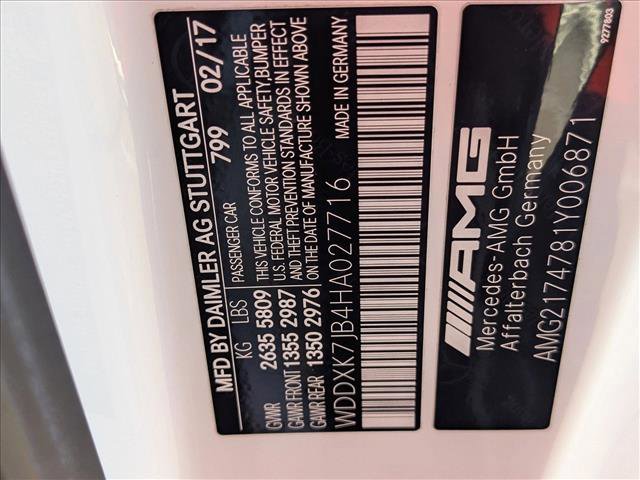 MFD BY DAIMLER AG STUTTGART
799 02/17
KG LBS PASSENGER CAR
GVWR 2635 5809 THIS VEHICLE CONFORMS TO ALL APPLICABLE
U.S. FEDERAL MOTOR VEHICLE SAFETY,BUMPER
GAWR FRONT 1355 2987 AND THEFT PREVENTION STANDARDS IN EFFECT
GAWR REAR 1350 2976 ON THE DATE OF MANUFACTURE SHOWN ABOVE
WDDXK7JB4HA027716 MADE IN GERMANY
9277803
AMG
Mercedes-AMG GmbH
Affalterbach Germany
AMG2174781Y006871